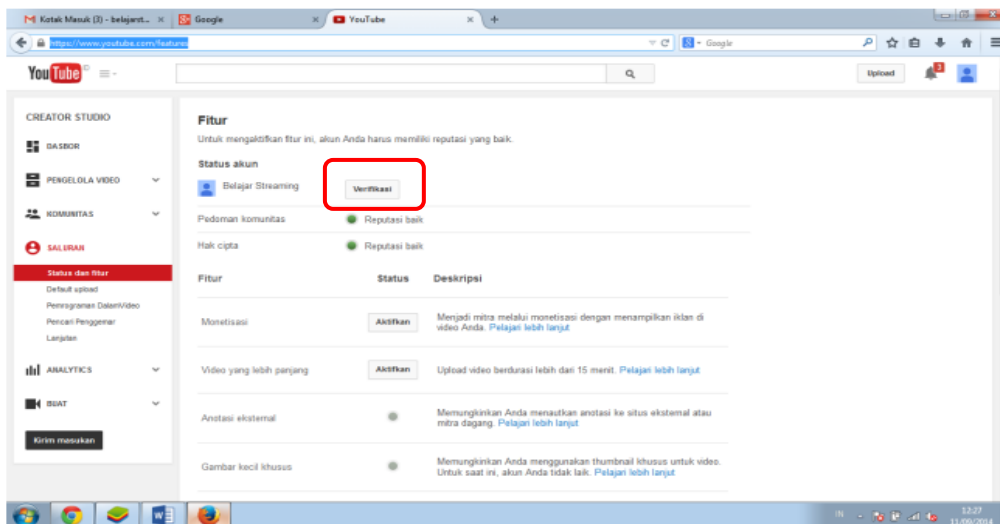 Kotak Masuk (3) - belajarst...
Google
YouTube
https://www.youtube.com/features
Google
YouTube
Upload
3
CREATOR STUDIO
DASBOR
PENGELOLA VIDEO
KOMUNITAS
SALURAN
Status dan fitur
Default upload
Pemrograman DalamVideo
Pencari Penggemar
Lanjutan
ANALYTICS
BUAT
Kirim masukan
Fitur
Untuk mengaktifkan fitur ini, akun Anda harus memiliki reputasi yang baik.
Status akun
Belajar Streaming
Verifikasi
Pedoman komunitas
Reputasi baik
Hak cipta
Reputasi baik
Fitur
Status
Deskripsi
Monetisasi
Aktifkan
Menjadi mitra melalui monetisasi dengan menampilkan iklan di
video Anda. Pelajari lebih lanjut
Video yang lebih panjang
Aktifkan
Upload video berdurasi lebih dari 15 menit. Pelajari lebih lanjut
Anotasi eksternal
Memungkinkan Anda menautkan anotasi ke situs eksternal atau
mitra dagang. Pelajari lebih lanjut
Gambar kecil khusus
Memungkinkan Anda menggunakan thumbnail khusus untuk video.
Untuk saat ini, akun Anda tidak laik. Pelajari lebih lanjut
IN
12:27
11/09/2014